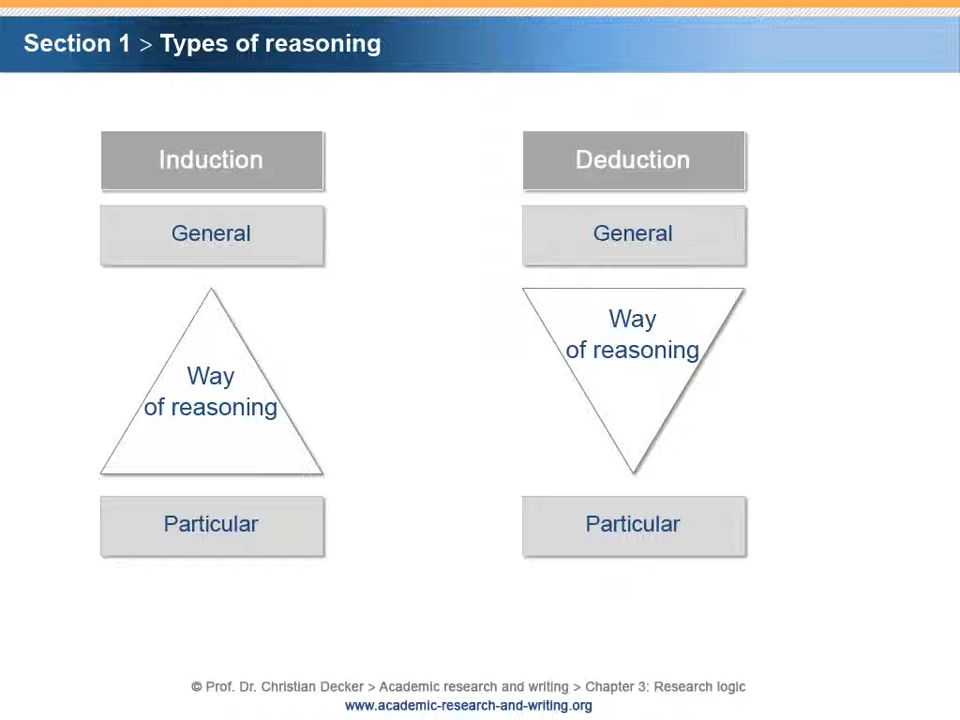 Section 1 > Types of reasoning
Induction
General
Way
of reasoning
Particular
Deduction
General
Way
of reasoning
Particular
© Prof. Dr. Christian Decker > Academic research and writing > Chapter 3: Research logic
www.academic-research-and-writing.org